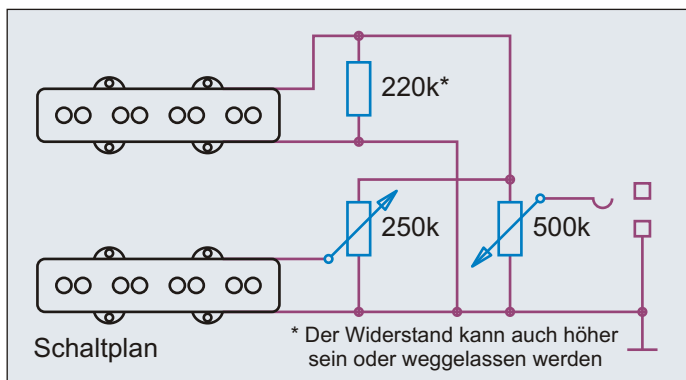 220k*
250k
500k
Schaltplan
* Der Widerstand kann auch höher
sein oder weggelassen werden